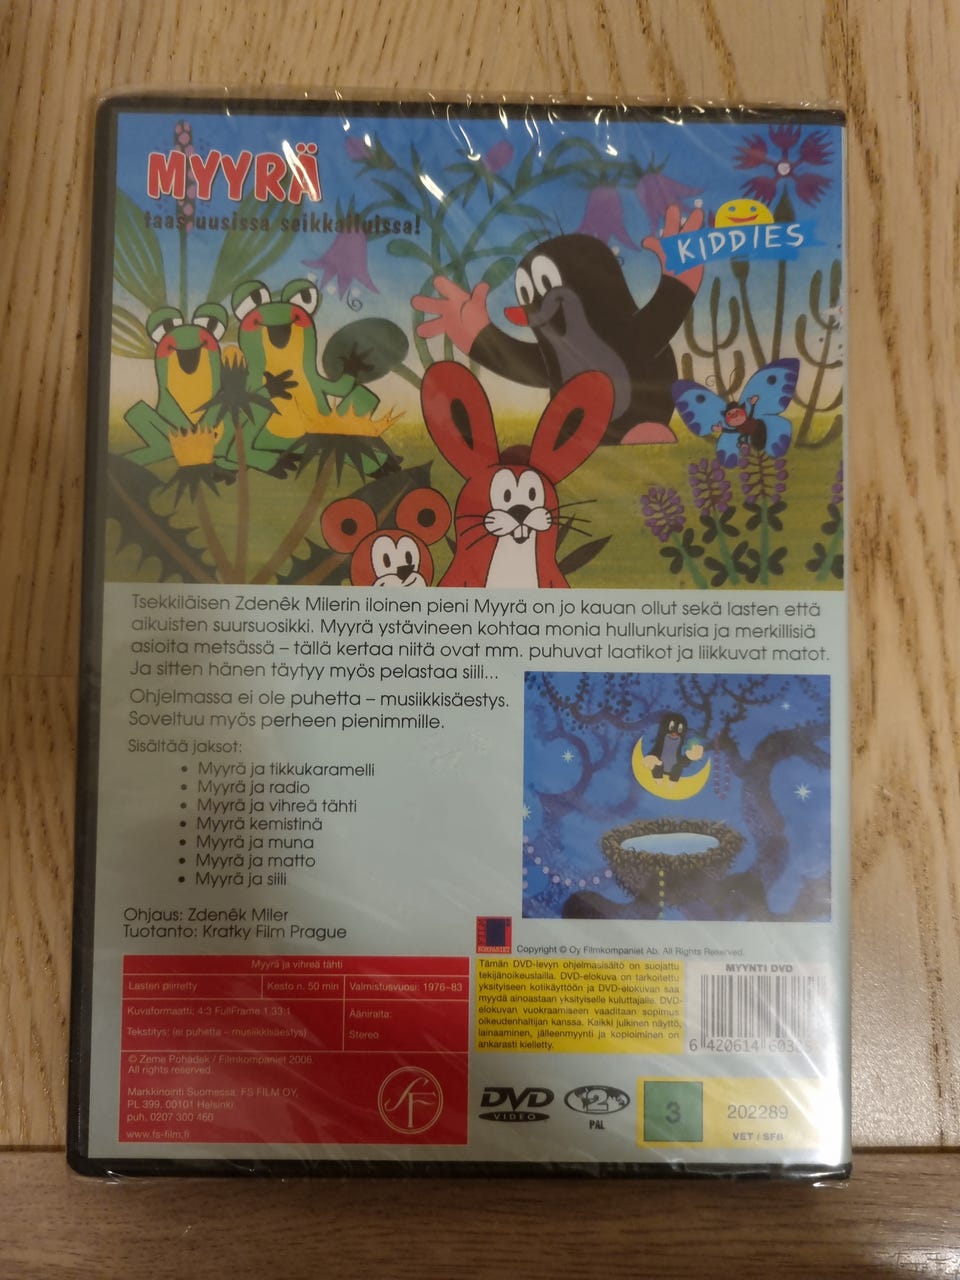 MYYRÄ
taas uusissa seikkailuissa!
KIDDIES
Tsekkiläisen Zdenêk Milerin iloinen pieni Myyrä on jo kauan ollut sekä lasten että
aikuisten suursuosikki. Myyrä ystävineen kohtaa monia hullunkurisia ja merkillisiä
asioita metsässä – tällä kertaa niitä ovat mm. puhuvat laatikot ja liikkuvat matot.
Ja sitten hänen täytyy myös pelastaa siili...
Ohjelmassa ei ole puhetta – musiikkisäestys.
Soveltuu myös perheen pienimmille.
Sisältää jaksot:
• Myyrä ja tikkukaramelli
• Myyrä ja radio
• Myyrä ja vihreä tähti
• Myyrä kemistinä
• Myyrä ja muna
• Myyrä ja matto
• Myyrä ja siili
Ohjaus: Zdenêk Miler
Tuotanto: Kratky Film Prague
KOMPANIET
Copyright © Oy Filmkompaniet Ab. All Rights Reserved.
Myyrä ja vihreä tähti
Lasten piirretty
Kesto n. 50 min
Valmistusvuosi: 1976–83
Kuvaformaatti: 4:3 FullFrame 1.33:1
Ääniraita:
Tekstitys: (ei puhetta – musiikkisäestys)
Stereo
© Zeme Pohadek / Filmkompaniet 2006.
All rights reserved.
Markkinointi Suomessa: FS FILM OY,
PL 399, 00101 Helsinki
puh. 0207 300 460
www.fs-film.fi
SF
Tämän DVD-levyn ohjelmasisältö on suojattu
tekijänoikeuslailla. DVD-elokuva on tarkoitettu
yksityiseen kotikäyttöön ja DVD-elokuvan saa
myydä ainoastaan yksityiselle kuluttajalle. DVD-
elokuvan vuokraamiseen vaaditaan sopimus
oikeudenhaltijan kanssa. Kaikki julkinen näyttö,
lainaaminen, jälleenmyynti ja kopioiminen on
ankarasti kielletty.
MYYNTI DVD
6 420614
DVD
VIDEO
2
PAL
3
202289
VET / SFB